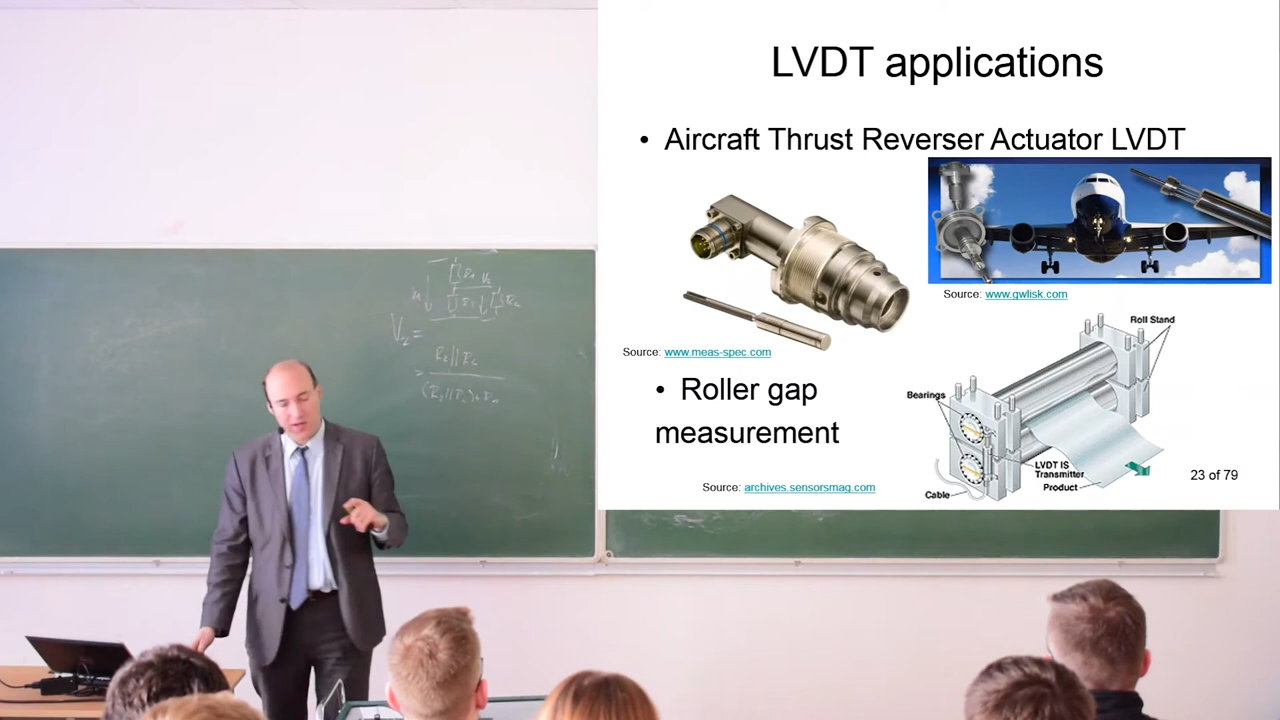 LVDT applications
• Aircraft Thrust Reverser Actuator LVDT
Source: www.gwlisk.com
Source: www.meas-spec.com
• Roller gap
measurement
Roll Stand
Bearings
LVDT IS
Transmitter
Product
Cable
Source: archives.sensorsmag.com
23 of 79
V₂=